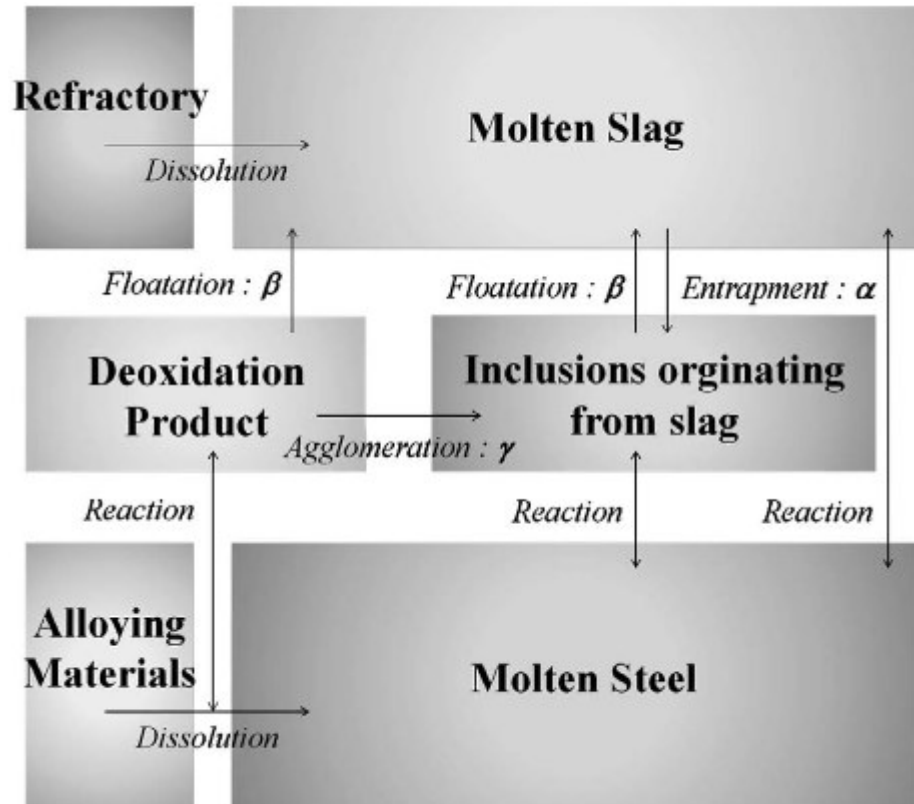 Refractory
Molten Slag
Dissolution
Floatation : β
Floatation : β
Entrapment : α
Deoxidation
Product
Inclusions orginating
from slag
Agglomeration : γ
Reaction
Reaction
Reaction
Alloying
Materials
Molten Steel
Dissolution